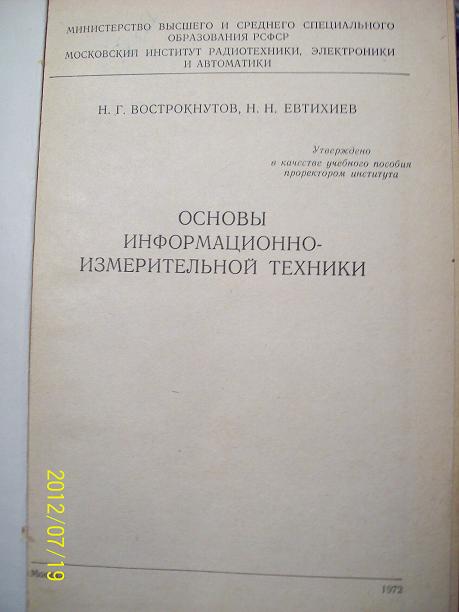 МИНИСТЕРСТВО ВЫСШЕГО И СРЕДНЕГО СПЕЦИАЛЬНОГО
ОБРАЗОВАНИЯ РСФСР
МОСКОВСКИЙ ИНСТИТУТ РАДИОТЕХНИКИ, ЭЛЕКТРОНИКИ
И АВТОМАТИКИ
Н. Г. ВОСТРОКНУТОВ, Н. Н. ЕВТИХИЕВ
Утверждено
в качестве учебного пособия
проректором института
ОСНОВЫ
ИНФОРМАЦИОННО-
ИЗМЕРИТЕЛЬНОЙ ТЕХНИКИ
1972
2012/07/19